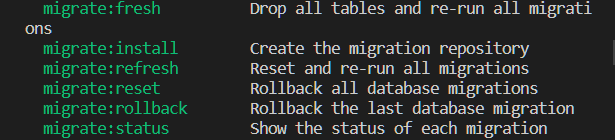 migrate:fresh Drop all tables and re-run all migrati
ons
migrate:install Create the migration repository
migrate:refresh Reset and re-run all migrations
migrate:reset Rollback all database migrations
migrate:rollback Rollback the last database migration
migrate:status Show the status of each migration